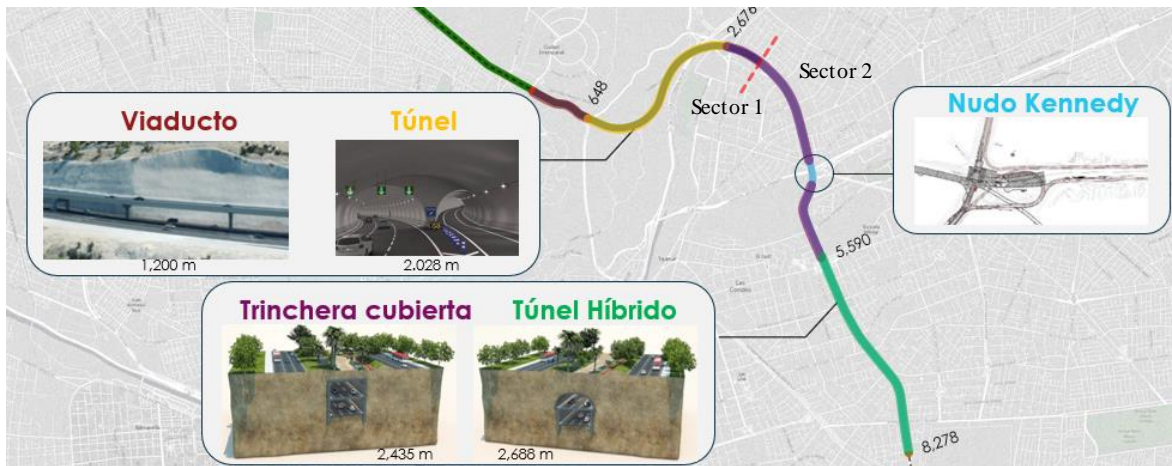 2,676
Sector 2
Sector 1
648
Viaducto
Túnel
1,200 m
2.028 m
Nudo Kennedy
5,590
Trinchera cubierta
Túnel Híbrido
2,435 m
2,688 m
8,278